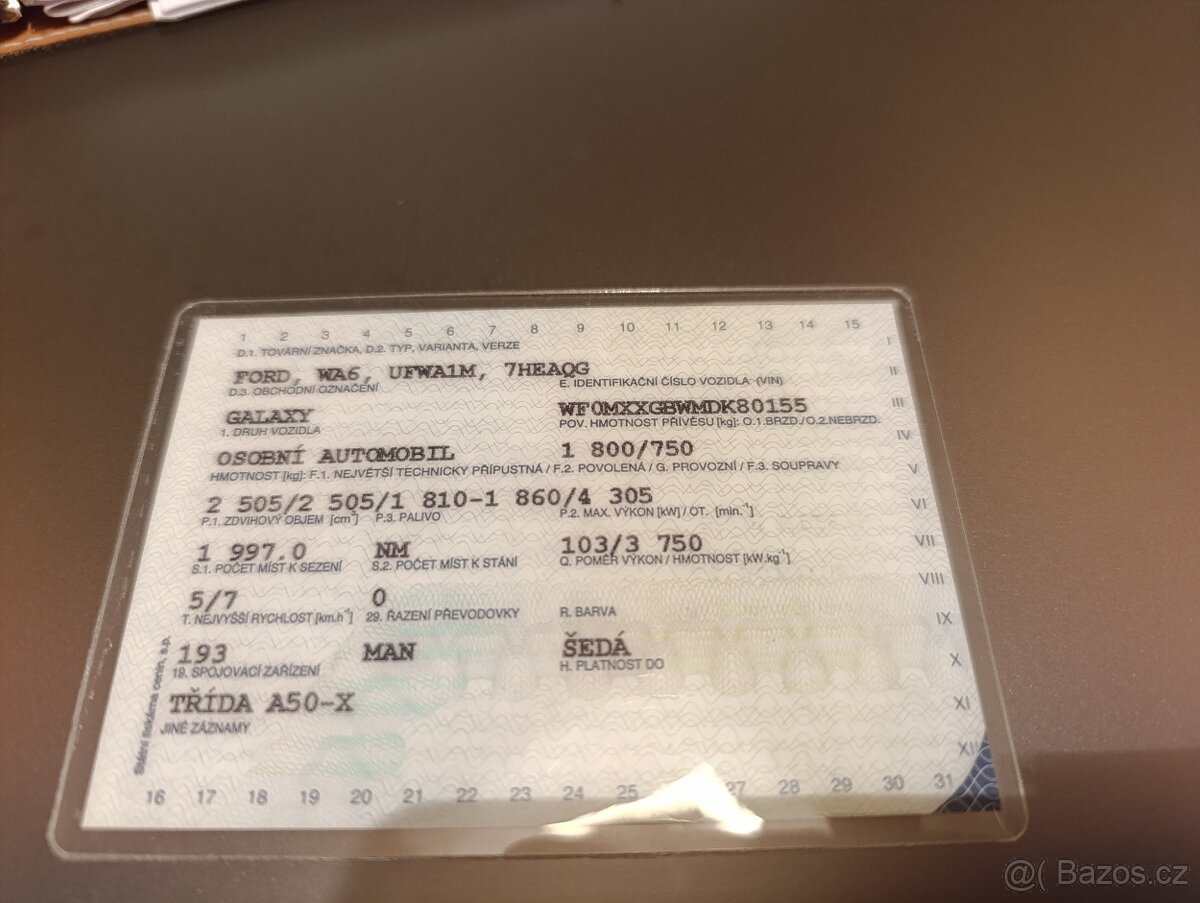 1 2 3 4 5 6 7 8 9 10 11 12 13 14 15
D.1. TOVÁRNÍ ZNAČKA, D.2. TYP, VARIANTA, VERZE
I
FORD, WA6, UFWA1M, 7HEAQG
II
D.3. OBCHODNÍ OZNAČENÍ E. IDENTIFIKAČNÍ ČÍSLO VOZIDLA (VIN)
GALAXY WF0MXXGBWMDK80155
III
1. DRUH VOZIDLA POV. HMOTNOST PŘÍVĚSU [kg]: O.1.BRZD./O.2.NEBRZD.
OSOBNÍ AUTOMOBIL 1 800/750
IV
HMOTNOST [kg]: F.1. NEJVĚTŠÍ TECHNICKY PŘÍPUSTNÁ / F.2. POVOLENÁ / G. PROVOZNÍ / F.3. SOUPRAVY
V
2 505/2 505/1 810-1 860/4 305
VI
P.1. ZDVIHOVÝ OBJEM [cm³] P.3. PALIVO P.2. MAX. VÝKON [kW] / OT. [min.⁻¹]
1 997.0 NM 103/3 750
VII
S.1. POČET MÍST K SEZENÍ S.2. POČET MÍST K STÁNÍ Q. POMĚR VÝKON / HMOTNOST [kW.kg⁻¹]
VIII
5/7 0
T. NEJVYŠŠÍ RYCHLOST [km.h⁻¹] 29. ŘAZENÍ PŘEVODOVKY R. BARVA
IX
193 MAN ŠEDÁ
X
19. SPOJOVACÍ ZAŘÍZENÍ H. PLATNOST DO
TŘÍDA A50-X
XI
JINÉ ZÁZNAMY
XII
Státní tiskárna cenin, s.p.
16 17 18 19 20 21 22 23 24 25 27 28 29 30 31
@( Bazos.cz